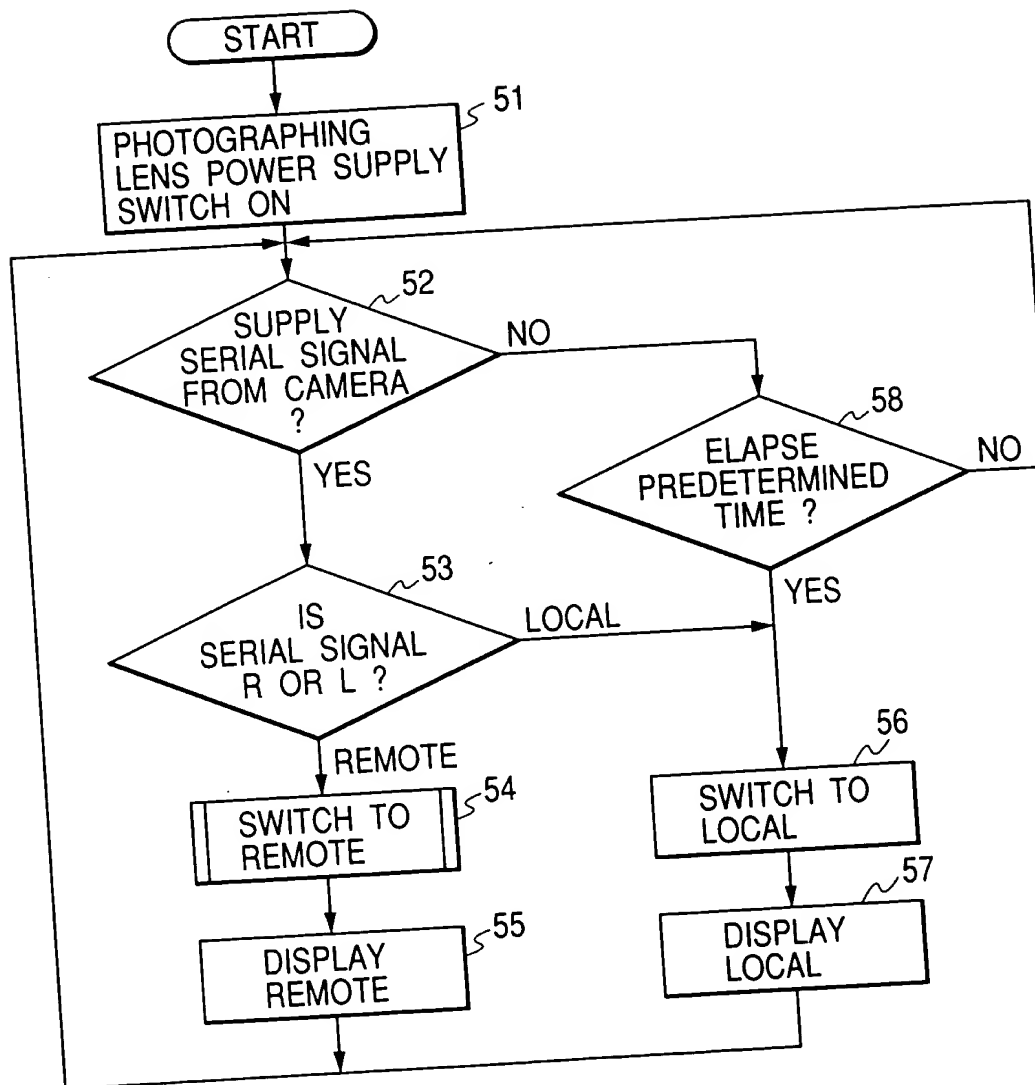 START
51
PHOTOGRAPHING
LENS POWER SUPPLY
SWITCH ON
52
SUPPLY
SERIAL SIGNAL
FROM CAMERA
?
NO
YES
58
ELAPSE
PREDETERMINED
TIME ?
NO
YES
53
IS
SERIAL SIGNAL
R OR L ?
LOCAL
REMOTE
54
SWITCH TO
REMOTE
56
SWITCH TO
LOCAL
55
DISPLAY
REMOTE
57
DISPLAY
LOCAL